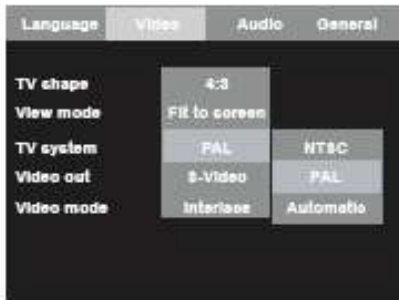 Language Video Audio General
TV shape 4:3
View mode Fit to screen
TV system PAL NTSC
Video out S-Video PAL
Video mode Interlace Automatic